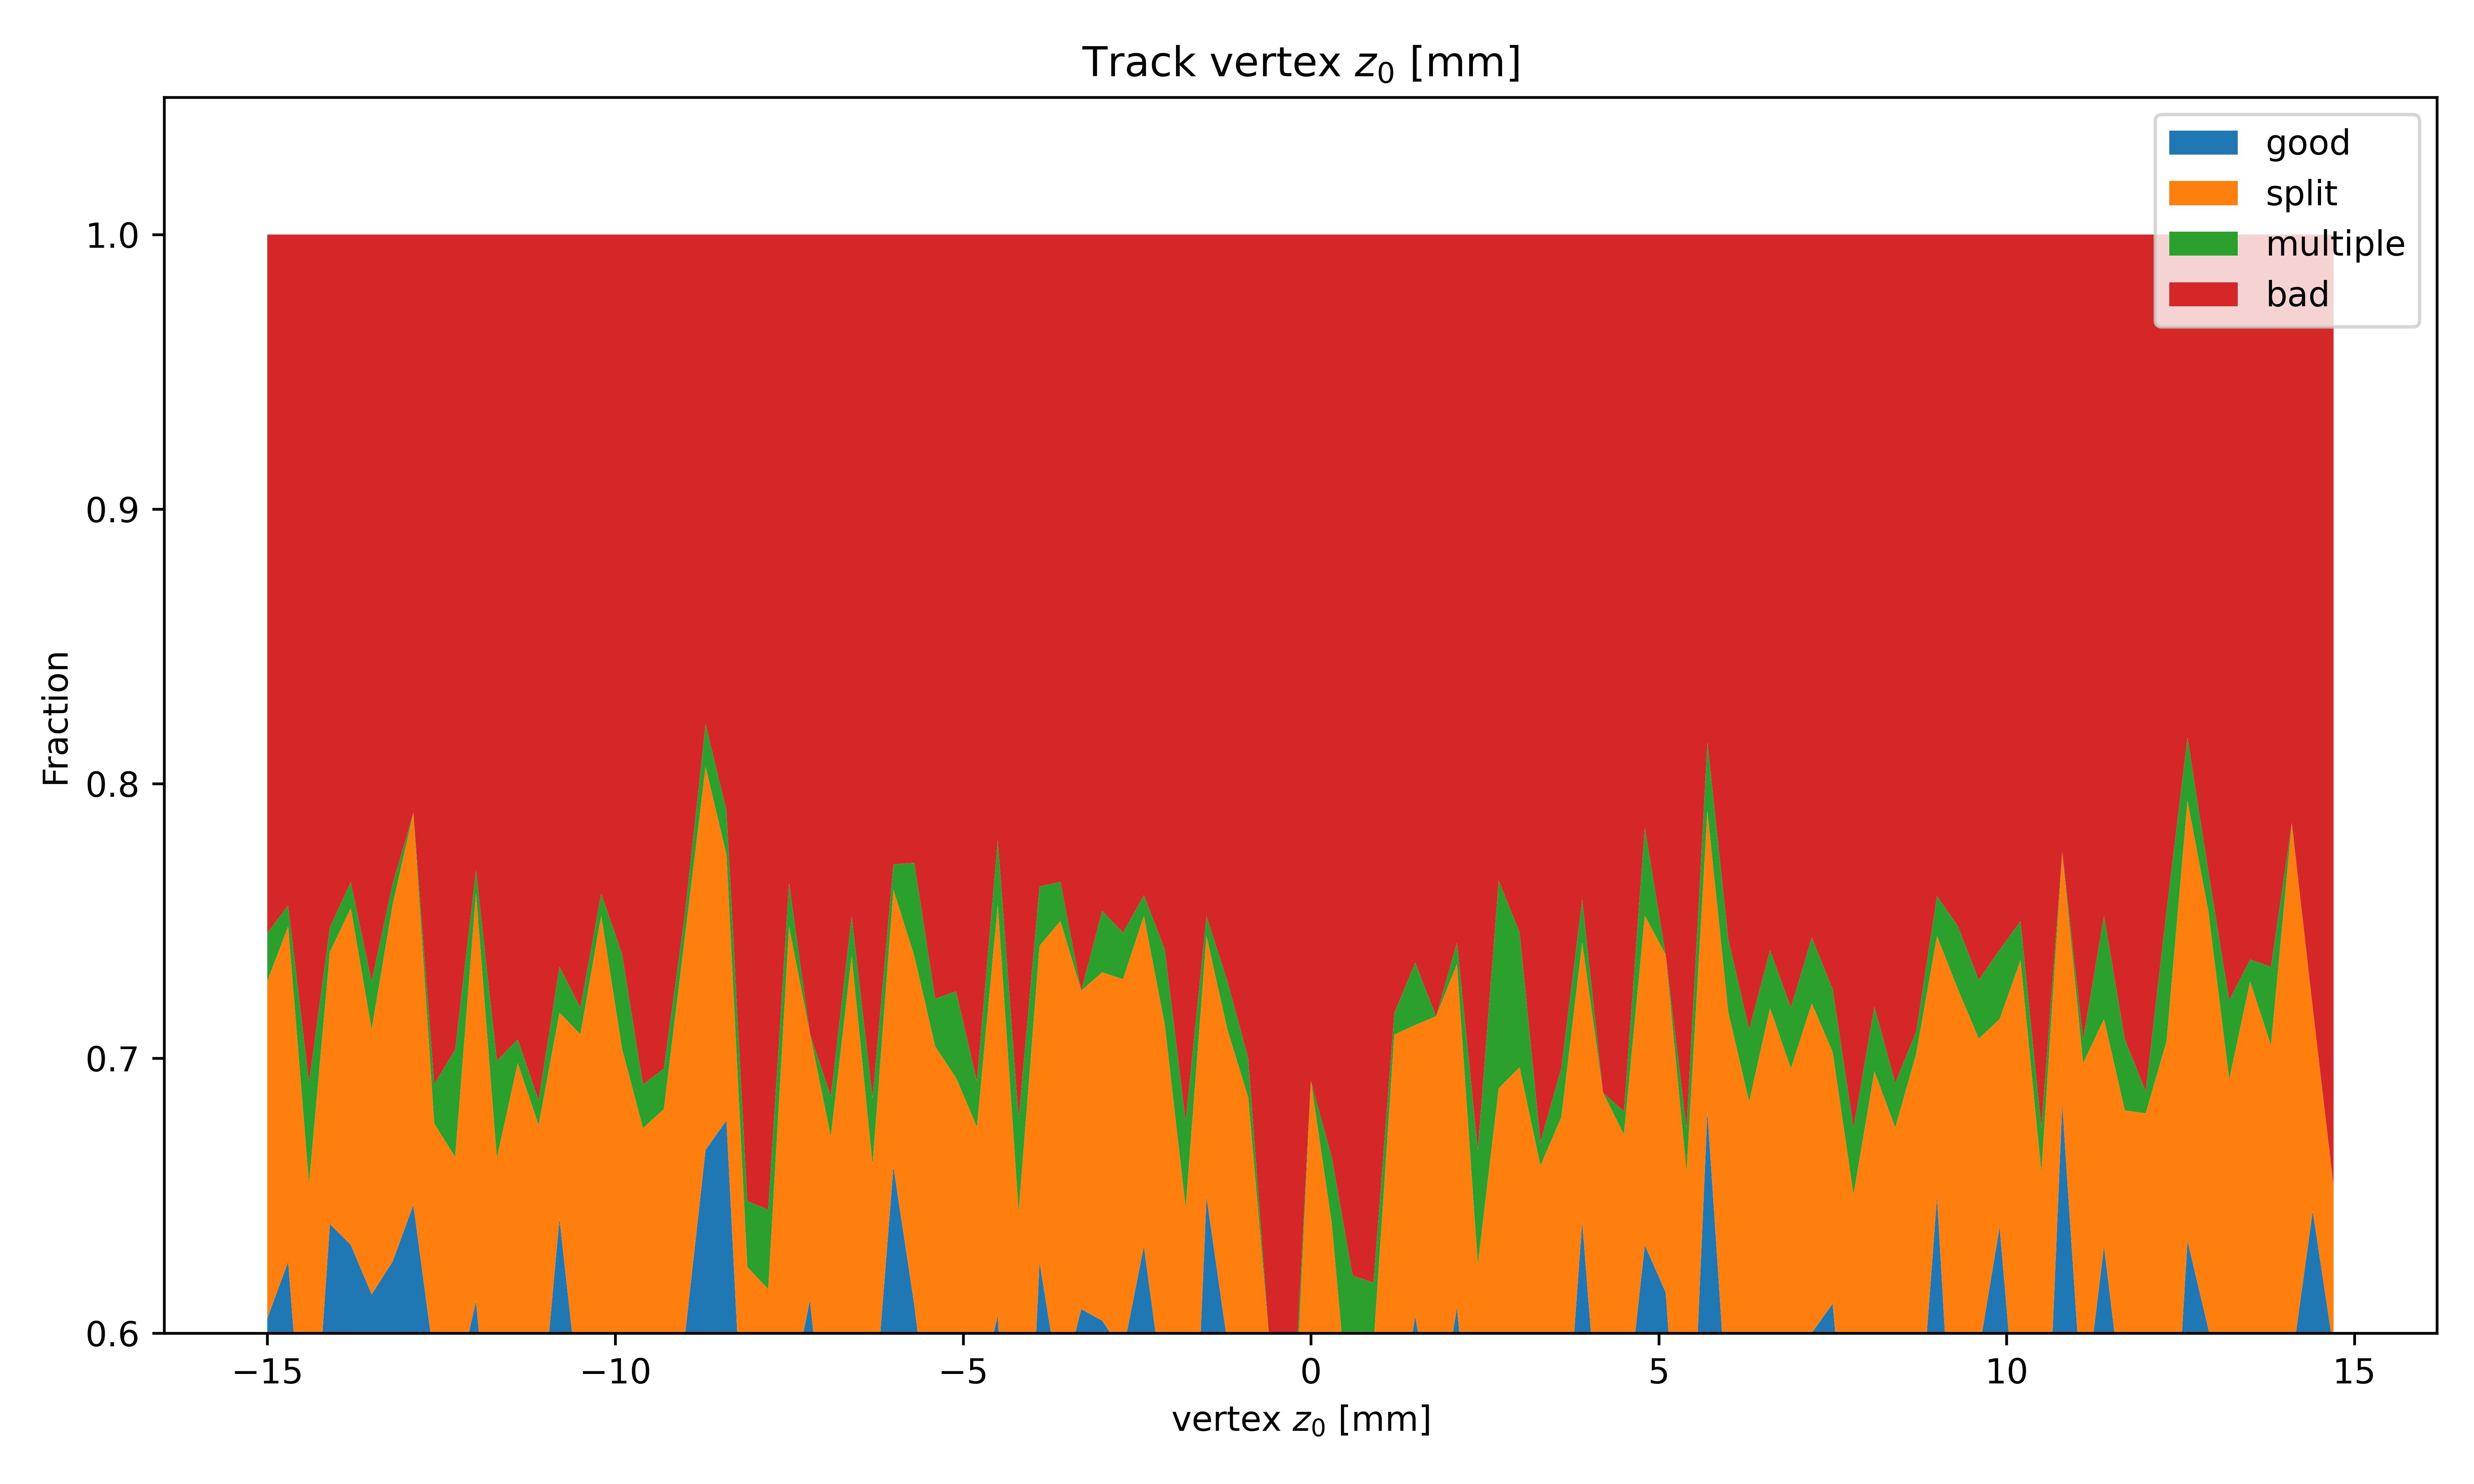 Track vertex z₀ [mm]
good
split
multiple
bad
1.0
0.9
0.8
0.7
0.6
Fraction
−15
−10
−5
0
5
10
15
vertex z₀ [mm]